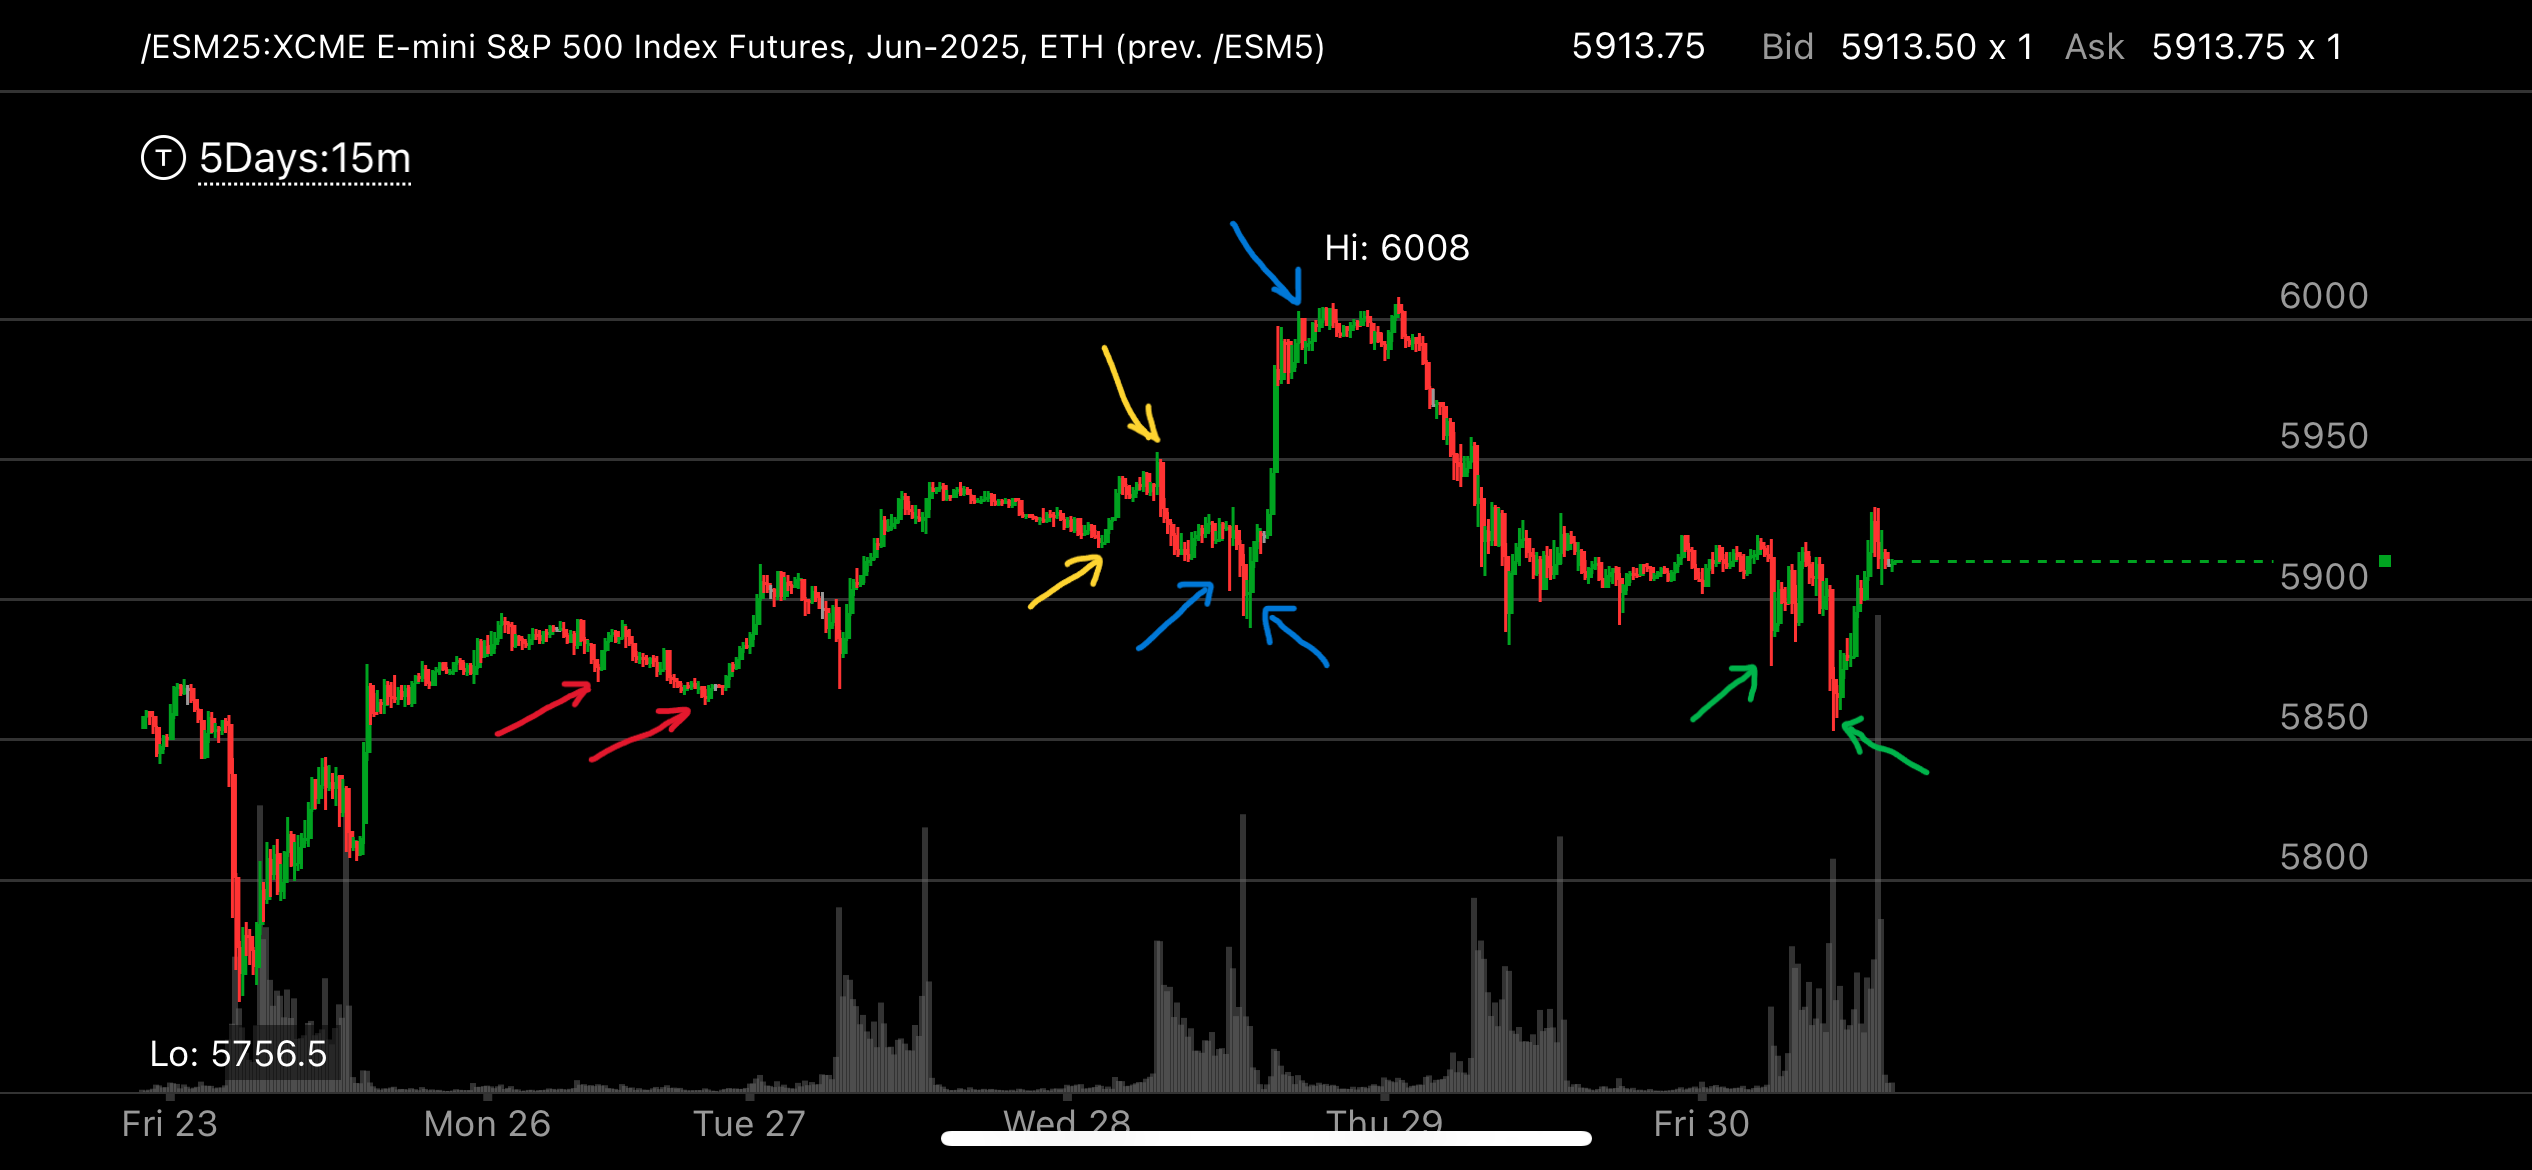 /ESM25:XCME E-mini S&P 500 Index Futures, Jun-2025, ETH (prev. /ESM5) 5913.75 Bid 5913.50 x 1 Ask 5913.75 x 1
T 5Days:15m
Hi: 6008
6000
5950
5900
5850
5800
Lo: 5756.5
Fri 23 Mon 26 Tue 27 Wed 28 Thu 29 Fri 30